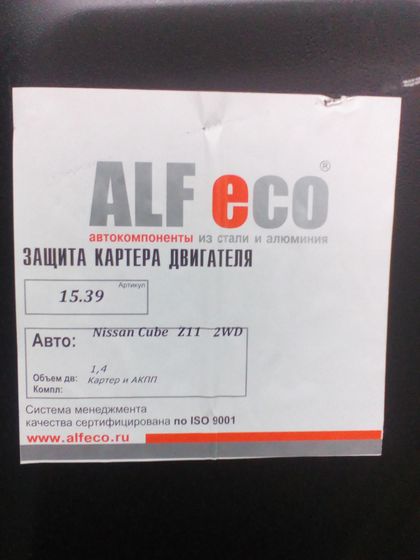 ALF eco®
автокомпоненты из стали и алюминия
ЗАЩИТА КАРТЕРА ДВИГАТЕЛЯ
Артикул
15.39
Авто: Nissan Cube Z11 2WD
Объем дв: 1,4
Компл: Картер и АКПП
Система менеджмента
качества сертифицирована по ISO 9001
www.alfeco.ru